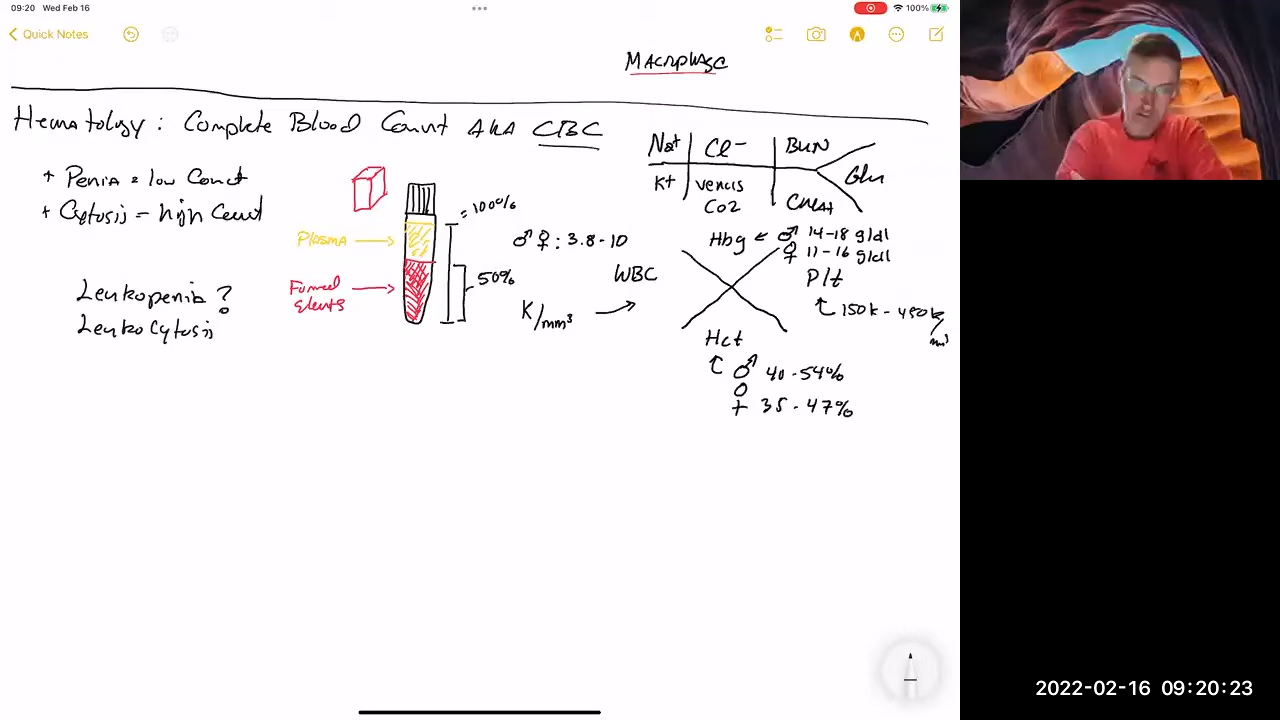 09:20 Wed Feb 16
100%
Quick Notes
Macrophage
Hematology: Complete Blood Count AKA CBC
+ Penia = low Count
+ Cytosis = high Count
Leukopenia ?
Leukocytosis
Plasma →
Formed →
= 100%
50%
♂ ♀ : 3.8 - 10
K/mm³ →
WBC
Na+ | Cl- | BUN
Glu
K+ | CO2 | Creat
Hbg ← ♂ 14-18 g/dl
♀ 11-16 g/dl
Plt
150k - 450k/mm³
Hct
↑ ♂ 40-54%
♀ 35-47%
2022-02-16 09:20:23